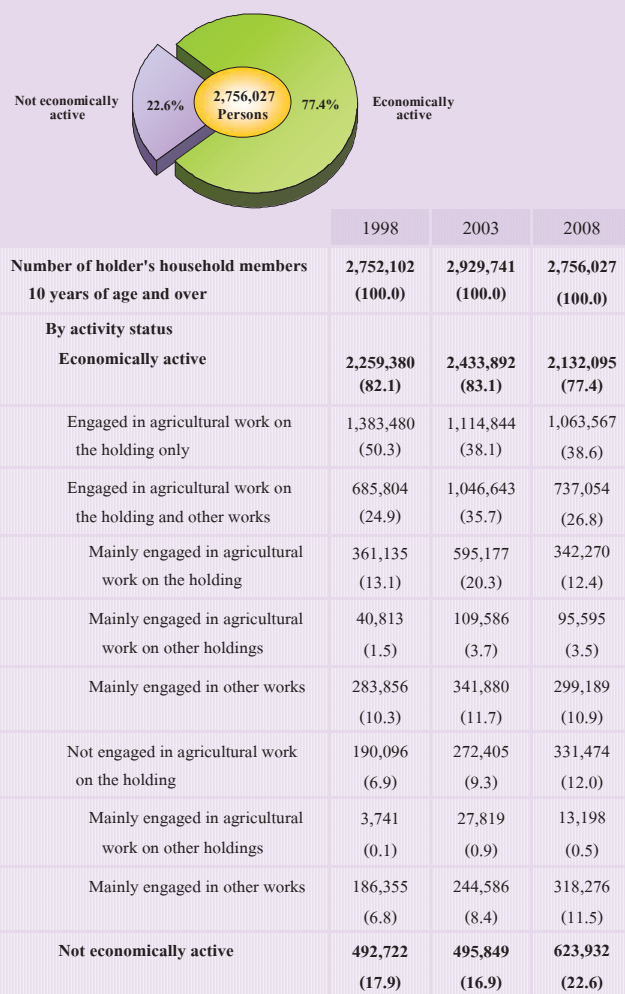 Not economically active
22.6%
2,756,027 Persons
77.4%
Economically active
1998 2003 2008
Number of holder's household members 2,752,102 2,929,741 2,756,027
10 years of age and over (100.0) (100.0) (100.0)
By activity status
Economically active 2,259,380 2,433,892 2,132,095
(82.1) (83.1) (77.4)
Engaged in agricultural work on 1,383,480 1,114,844 1,063,567
the holding only (50.3) (38.1) (38.6)
Engaged in agricultural work on 685,804 1,046,643 737,054
the holding and other works (24.9) (35.7) (26.8)
Mainly engaged in agricultural 361,135 595,177 342,270
work on the holding (13.1) (20.3) (12.4)
Mainly engaged in agricultural 40,813 109,586 95,595
work on other holdings (1.5) (3.7) (3.5)
Mainly engaged in other works 283,856 341,880 299,189
(10.3) (11.7) (10.9)
Not engaged in agricultural work 190,096 272,405 331,474
on the holding (6.9) (9.3) (12.0)
Mainly engaged in agricultural 3,741 27,819 13,198
work on other holdings (0.1) (0.9) (0.5)
Mainly engaged in other works 186,355 244,586 318,276
(6.8) (8.4) (11.5)
Not economically active 492,722 495,849 623,932
(17.9) (16.9) (22.6)